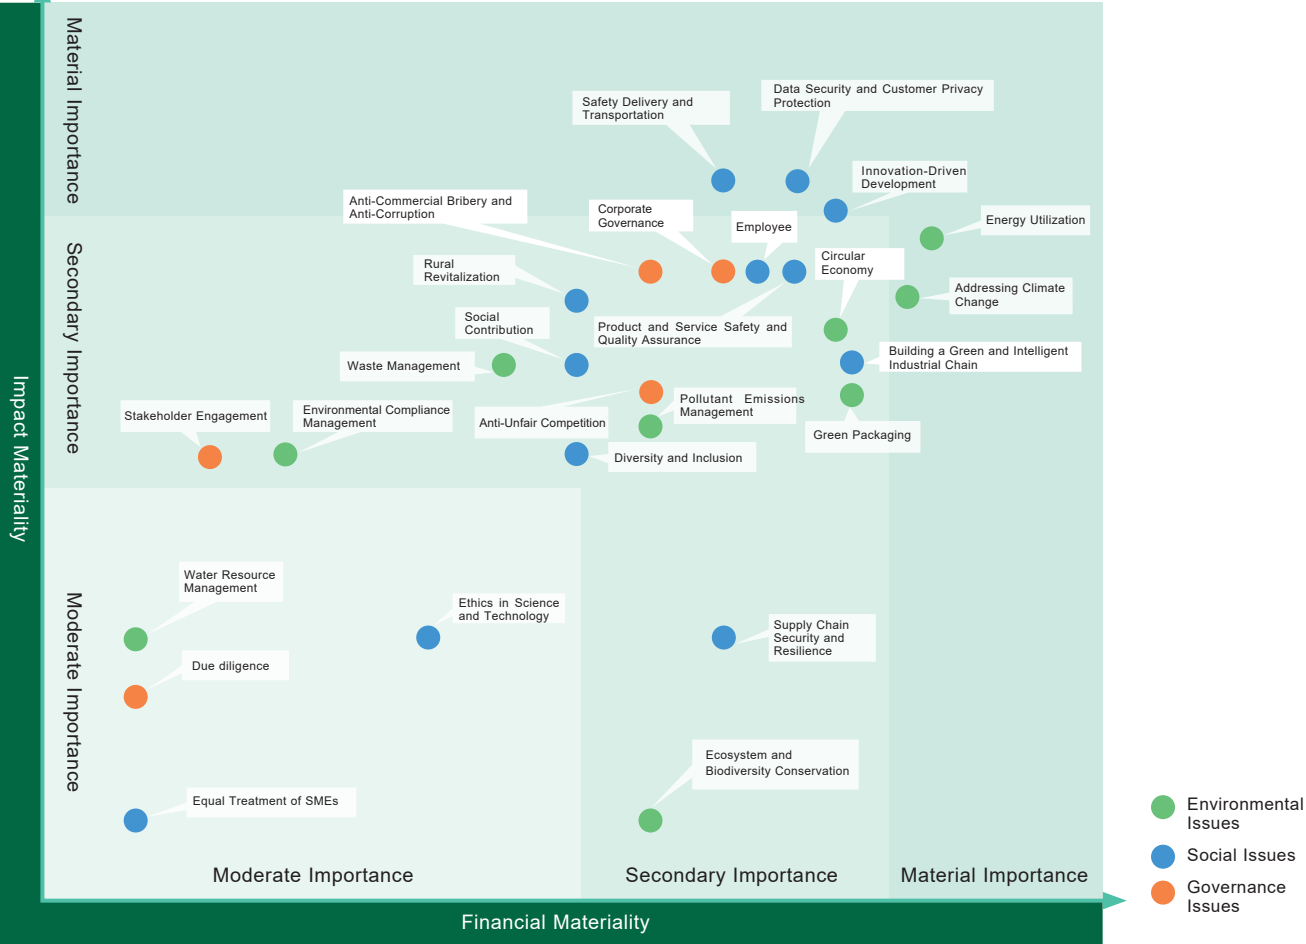 Material Importance
Safety Delivery and
Transportation
Data Security and Customer Privacy
Protection
Innovation-Driven
Development
Anti-Commercial Bribery and
Anti-Corruption
Corporate
Governance
Employee
Energy Utilization
Secondary Importance
Rural
Revitalization
Circular
Economy
Addressing Climate
Change
Social
Contribution
Product and Service Safety and
Quality Assurance
Waste Management
Building a Green and Intelligent
Industrial Chain
Stakeholder Engagement
Environmental Compliance
Management
Anti-Unfair Competition
Pollutant Emissions
Management
Green Packaging
Diversity and Inclusion
Impact Materiality
Moderate Importance
Water Resource
Management
Ethics in Science
and Technology
Supply Chain
Security and
Resilience
Due diligence
Ecosystem and
Biodiversity Conservation
Equal Treatment of SMEs
Moderate Importance
Secondary Importance
Material Importance
Financial Materiality
Environmental
Issues
Social Issues
Governance
Issues